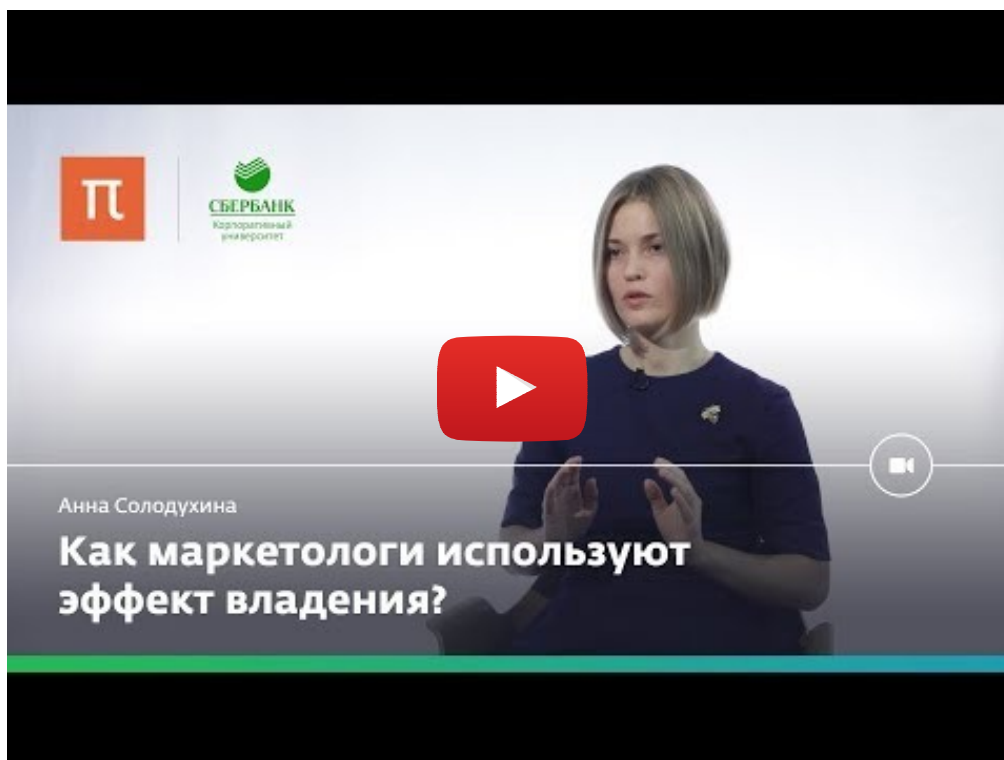 π
СБЕРБАНК
Корпоративный
университет
Анна Солодухина
Как маркетологи используют
эффект владения?